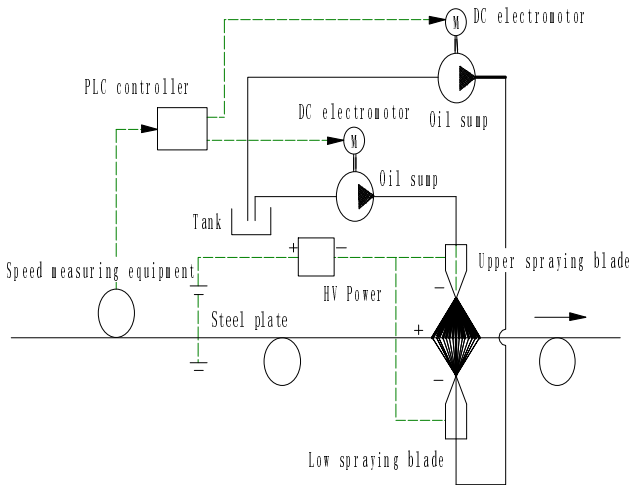 M
DC electromotor
PLC controller
Oil sump
DC electromotor
M
Oil sump
Tank
+
−
Upper spraying blade
Speed measuring equipment
HV Power
−
Steel plate
+
−
Low spraying blade